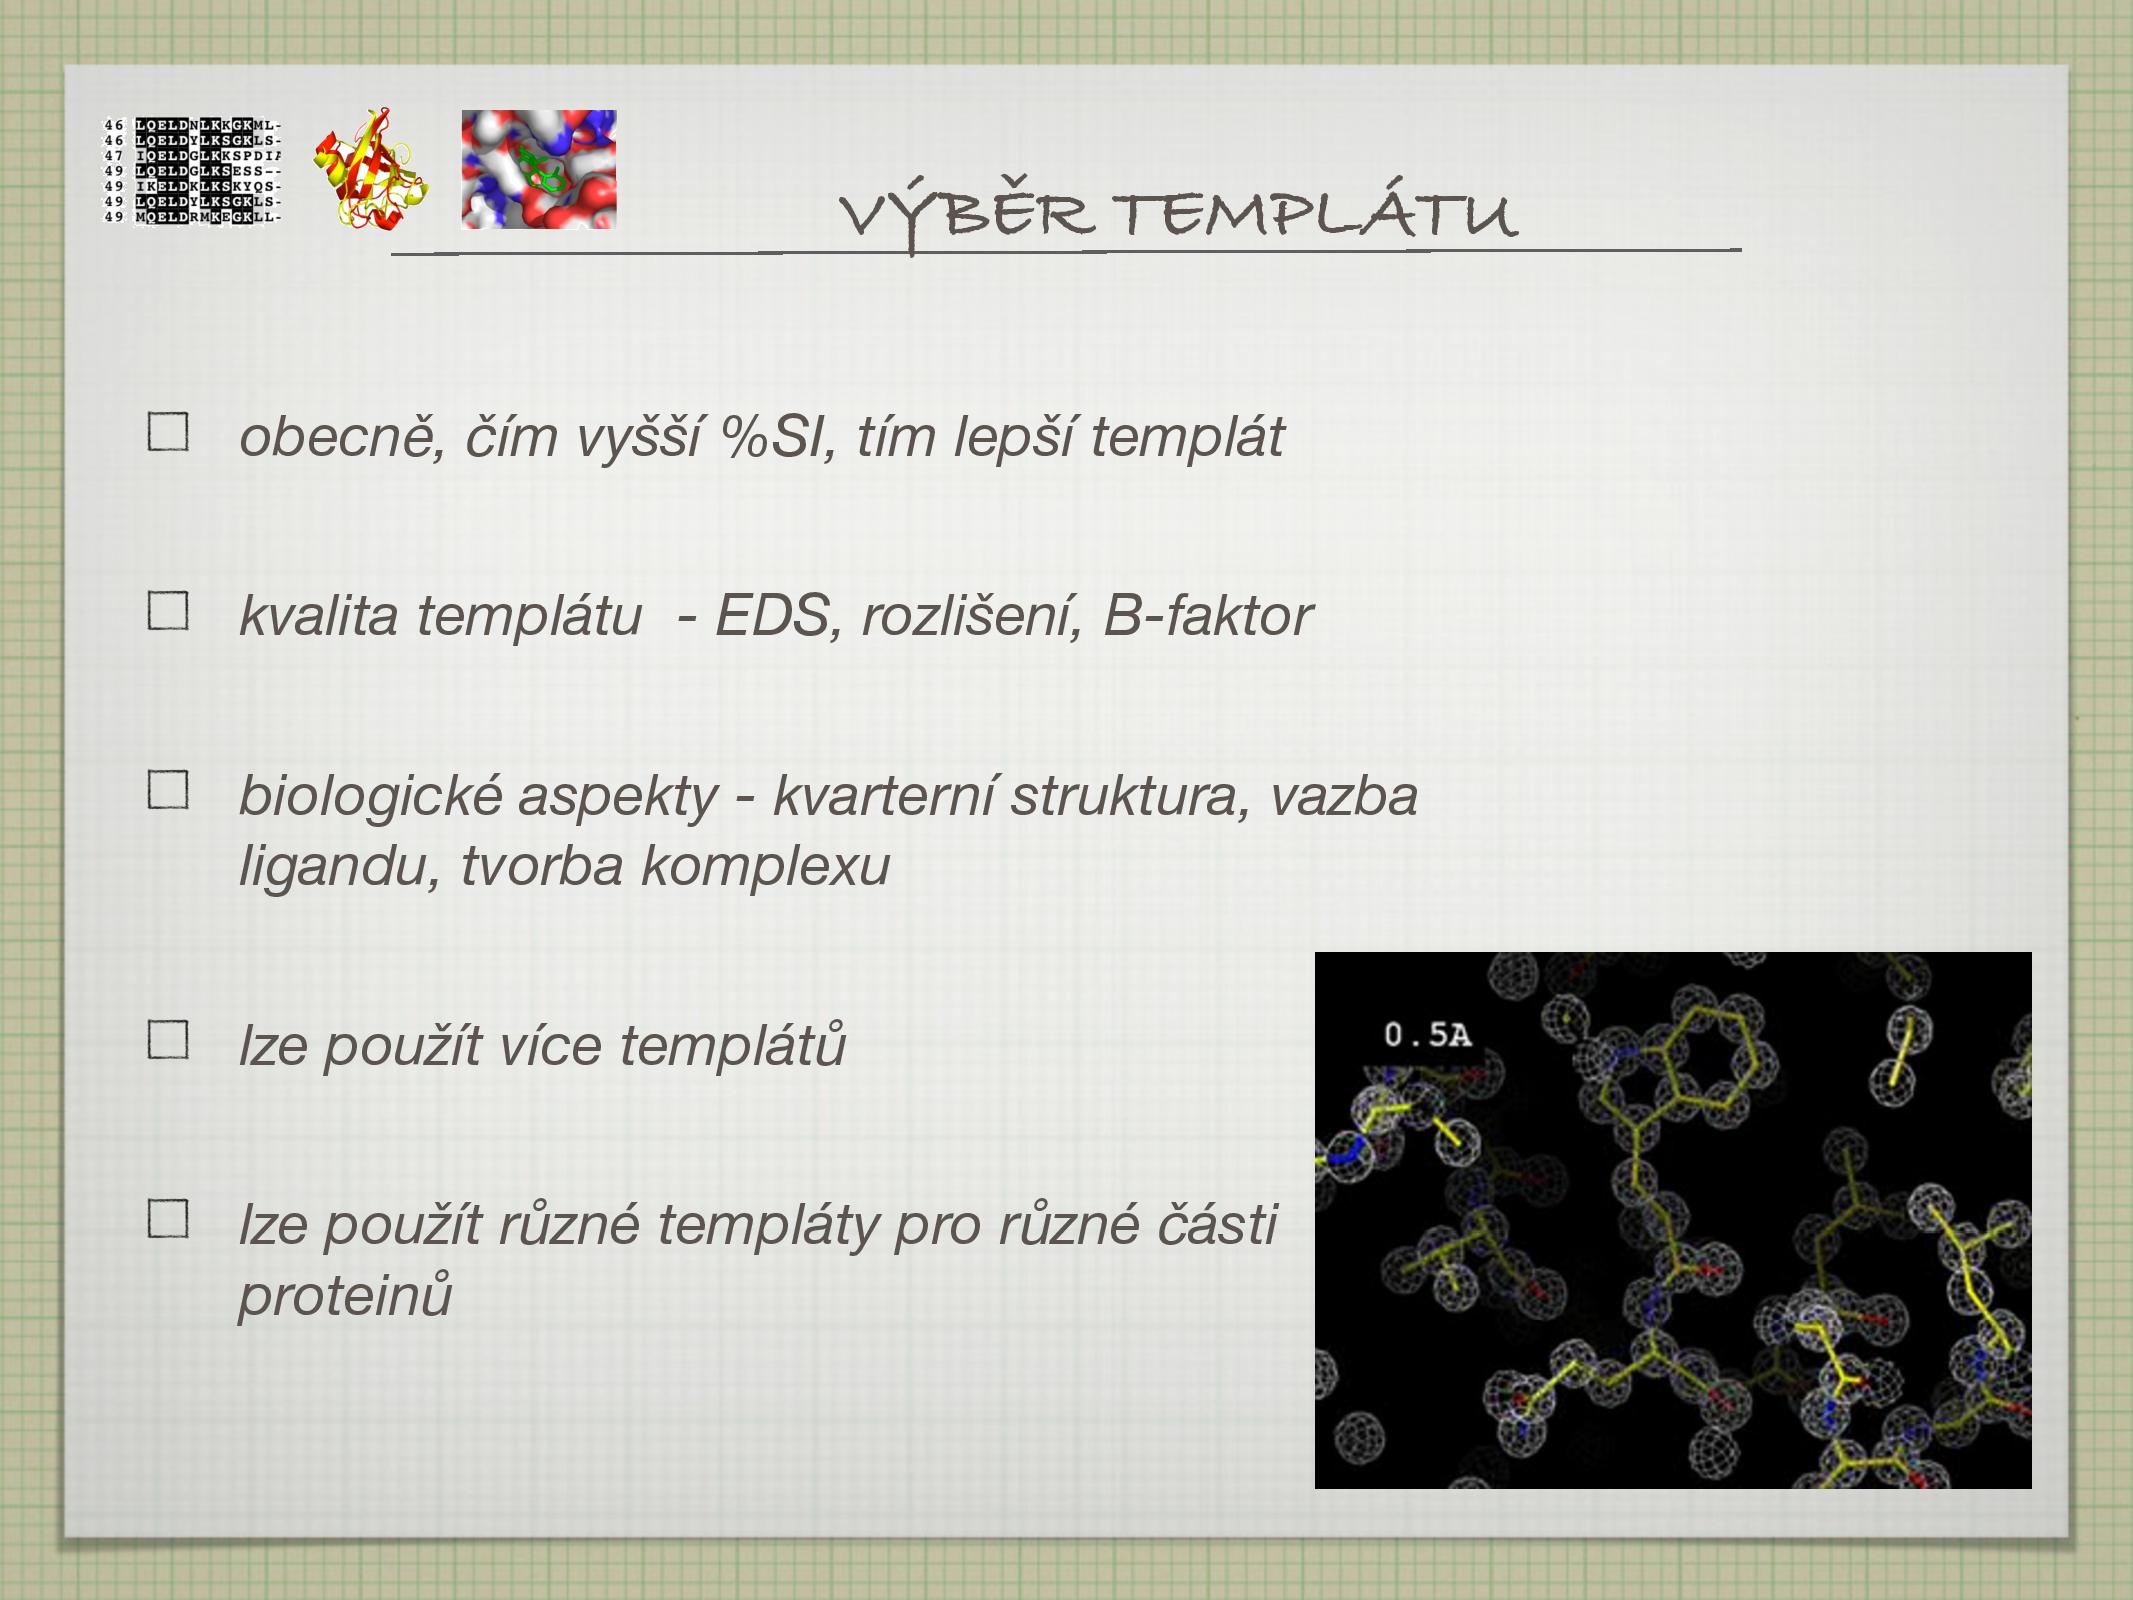 46 LQELDNLKKGKML-
46 LQELDYLKSGKLS-
47 IQELDGLKKSPDIA
49 LQELDGLKSESS--
49 IKELDKLKSKYQS-
49 LQELDYLKSGKLS-
49 MQELDRMKEGKLL-
VÝBĚR TEMPLÁTU
obecně, čím vyšší %SI, tím lepší templát
kvalita templátu - EDS, rozlišení, B-faktor
biologické aspekty - kvarterní struktura, vazba
ligandu, tvorba komplexu
lze použít více templátů
0.5A
lze použít různé templáty pro různé části
proteinů